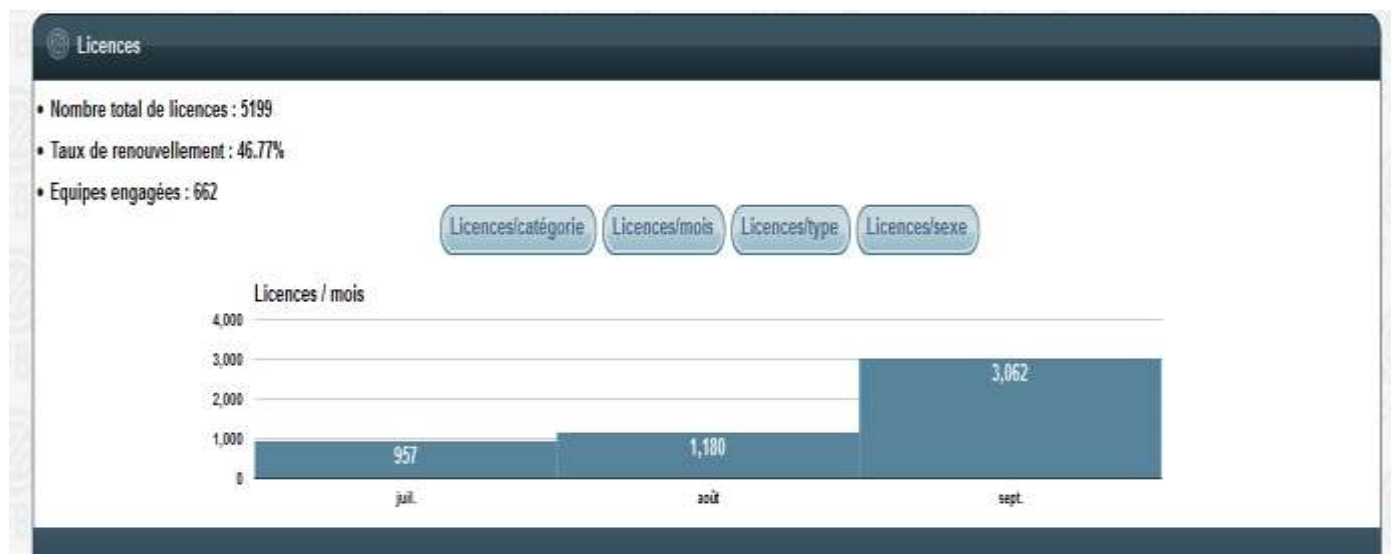 Licences
• Nombre total de licences : 5199
• Taux de renouvellement : 46.77%
• Equipes engagées : 662
Licences/catégorie Licences/mois Licences/type Licences/sexe
Licences / mois
4,000
3,000
3,062
2,000
1,000
957
1,180
0
juil. août sept.